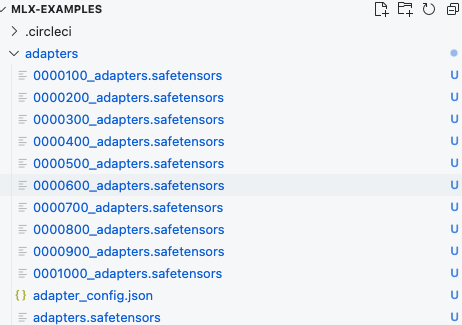 MLX-EXAMPLES
.circleci
adapters
0000100_adapters.safetensors U
0000200_adapters.safetensors U
0000300_adapters.safetensors U
0000400_adapters.safetensors U
0000500_adapters.safetensors U
0000600_adapters.safetensors U
0000700_adapters.safetensors U
0000800_adapters.safetensors U
0000900_adapters.safetensors U
0001000_adapters.safetensors U
{} adapter_config.json U
adapters.safetensors U